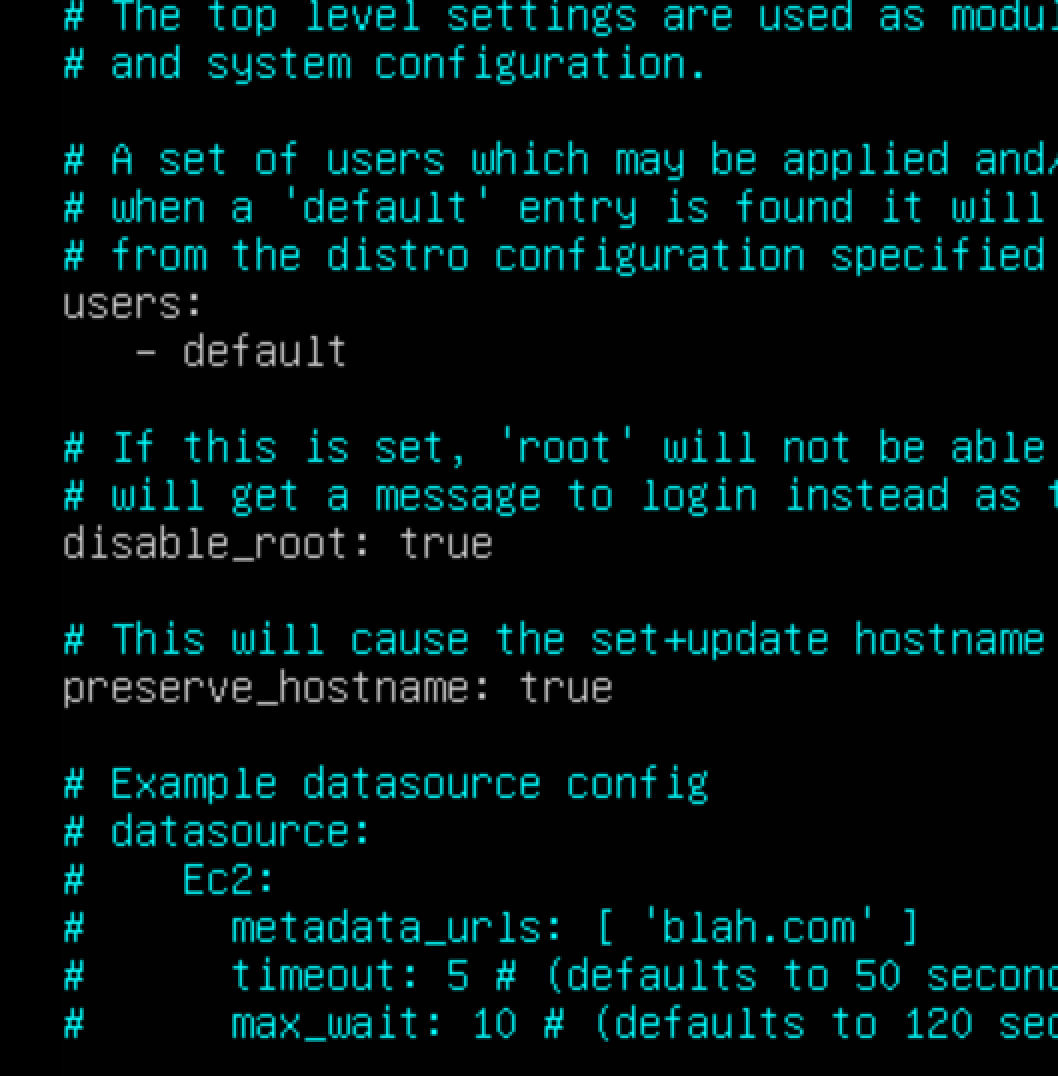 # The top level settings are used as modul
# and system configuration.
# A set of users which may be applied and/
# when a 'default' entry is found it will
# from the distro configuration specified
users:
   - default
# If this is set, 'root' will not be able
# will get a message to login instead as t
disable_root: true
# This will cause the set+update hostname
preserve_hostname: true
# Example datasource config
# datasource:
#    Ec2:
#      metadata_urls: [ 'blah.com' ]
#      timeout: 5 # (defaults to 50 second
#      max_wait: 10 # (defaults to 120 sec